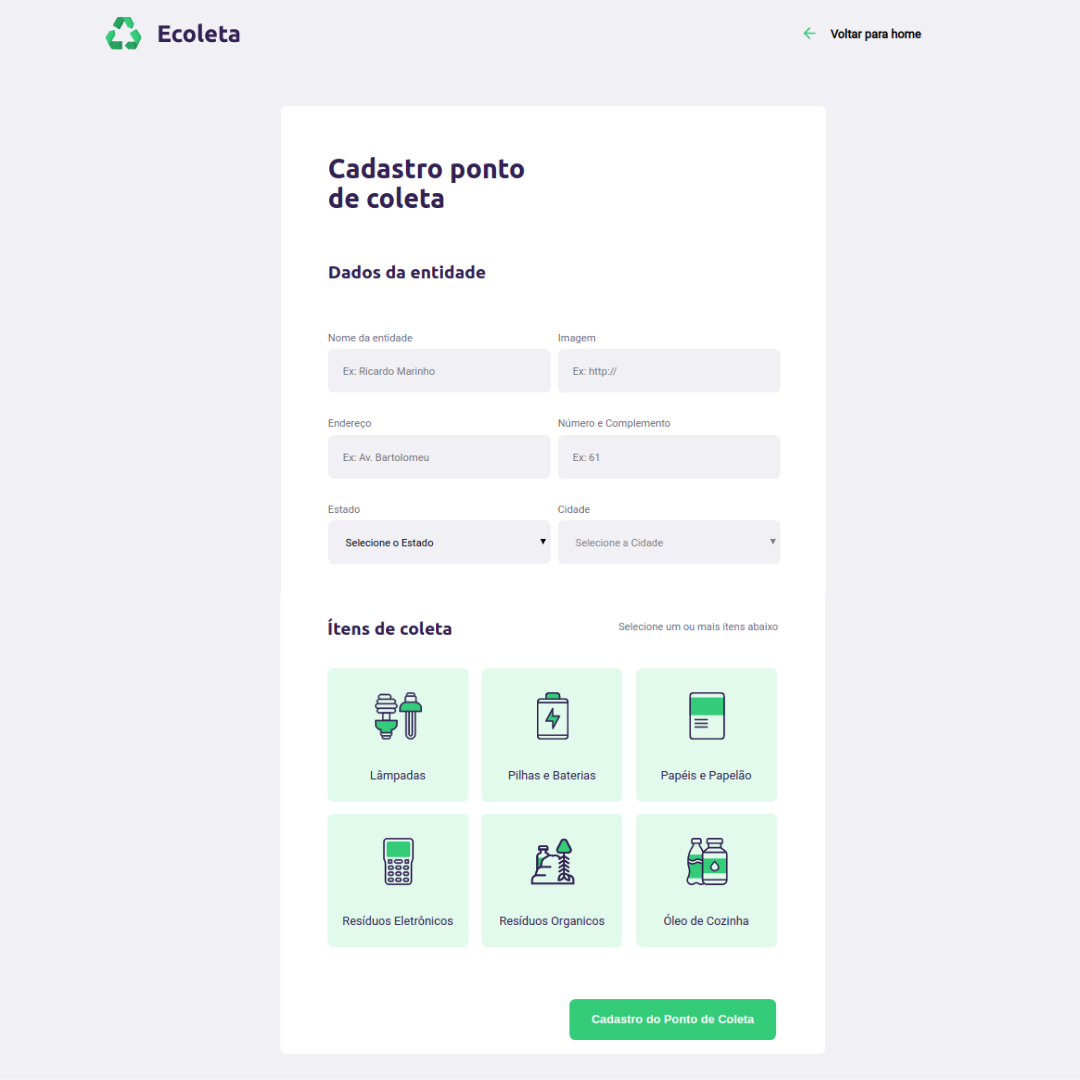 Ecoleta
Voltar para home
Cadastro ponto
de coleta
Dados da entidade
Nome da entidade
Imagem
Ex: Ricardo Marinho
Ex: http://
Endereço
Número e Complemento
Ex: Av. Bartolomeu
Ex: 61
Estado
Cidade
Selecione o Estado
Selecione a Cidade
Ítens de coleta
Selecione um ou mais ítens abaixo
Lâmpadas
Pilhas e Baterias
Papéis e Papelão
Resíduos Eletrônicos
Resíduos Organicos
Óleo de Cozinha
Cadastro do Ponto de Coleta